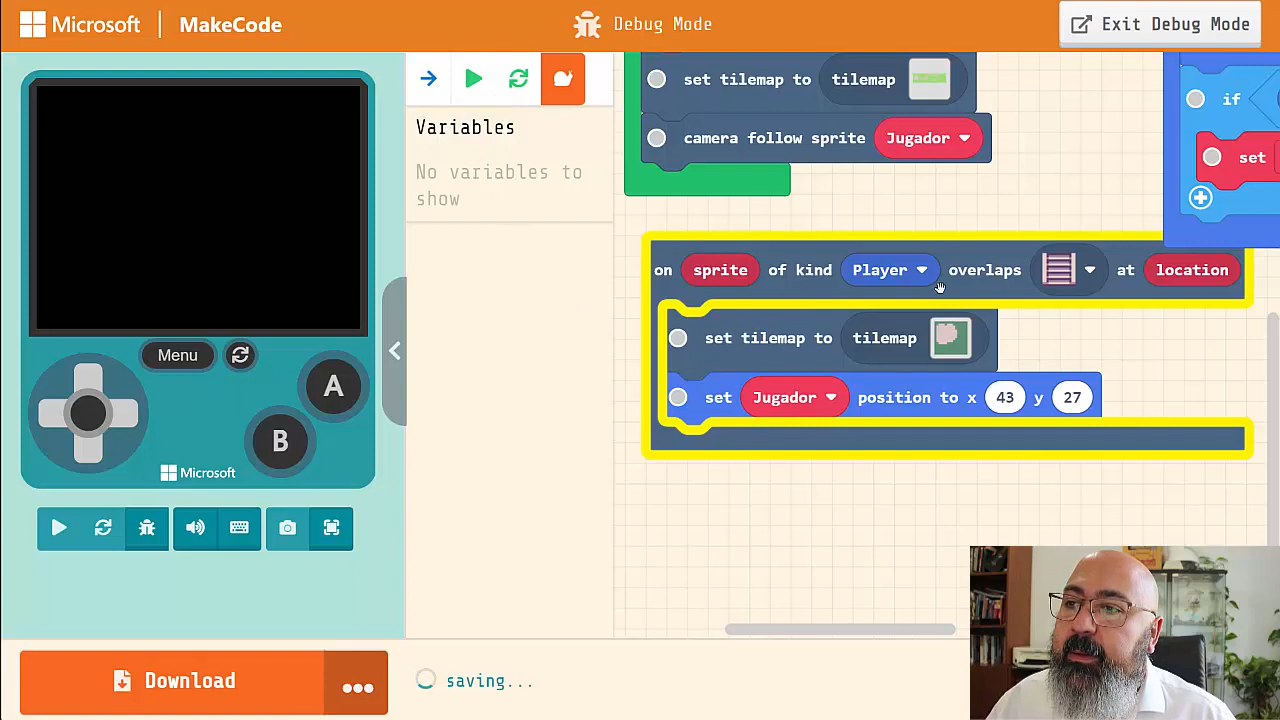 Microsoft | MakeCode
Debug Mode
Exit Debug Mode
set tilemap to tilemap
camera follow sprite Jugador
if
set
Variables
No variables to
show
on sprite of kind Player overlaps at location
set tilemap to tilemap
set Jugador position to x 43 y 27
Menu
A
B
Microsoft
Download
saving...